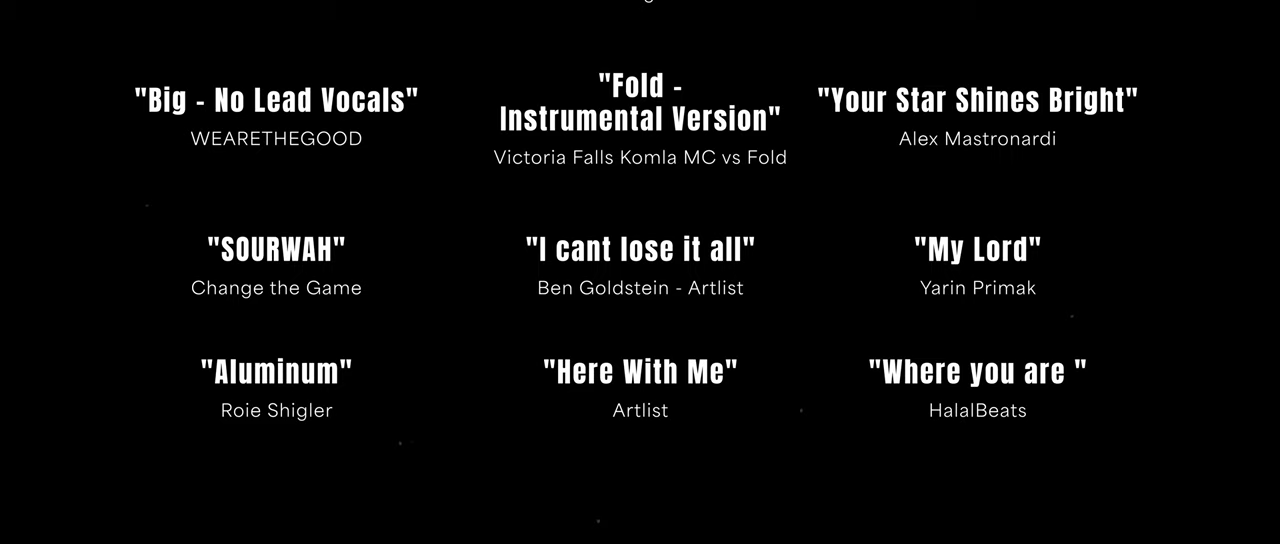 "Big - No Lead Vocals"
WEARETHEGOOD
"Fold -
Instrumental Version"
Victoria Falls Komla MC vs Fold
"Your Star Shines Bright"
Alex Mastronardi
"SOURWAH"
Change the Game
"I cant lose it all"
Ben Goldstein - Artlist
"My Lord"
Yarin Primak
"Aluminum"
Roie Shigler
"Here With Me"
Artlist
"Where you are "
HalalBeats